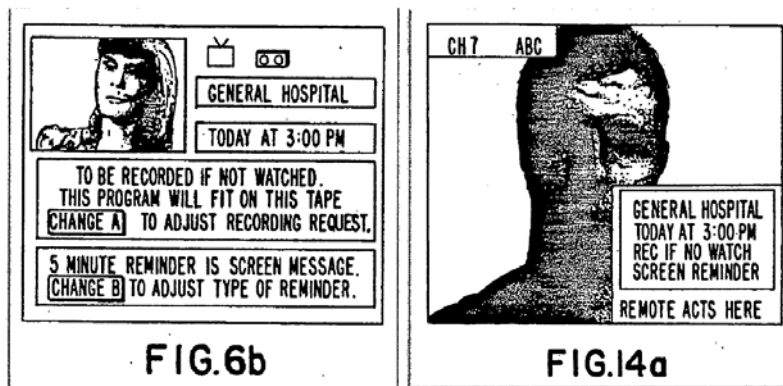 GENERAL HOSPITAL
TODAY AT 3:00 PM
TO BE RECORDED IF NOT WATCHED.
THIS PROGRAM WILL FIT ON THIS TAPE
CHANGE A TO ADJUST RECORDING REQUEST.
5 MINUTE REMINDER IS SCREEN MESSAGE.
CHANGE B TO ADJUST TYPE OF REMINDER.
FIG.6b
CH 7 ABC
GENERAL HOSPITAL
TODAY AT 3:00 PM
REC IF NO WATCH
SCREEN REMINDER
REMOTE ACTS HERE
FIG.14a